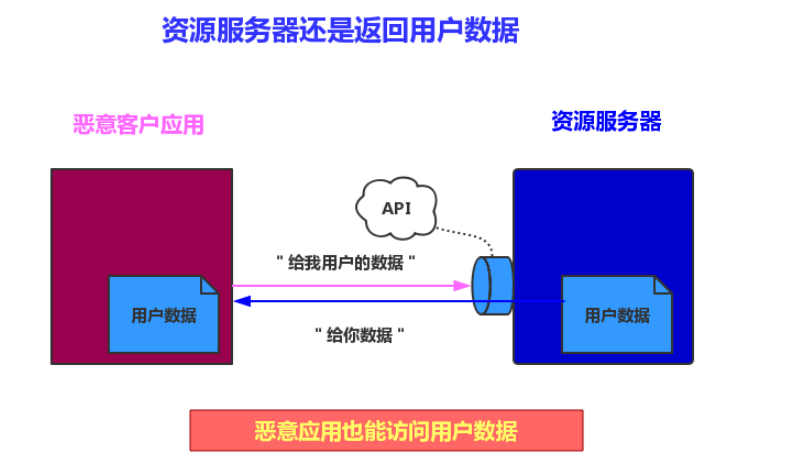 资源服务器还是返回用户数据
恶意客户应用
资源服务器
API
"给我用户的数据"
用户数据
用户数据
"给你数据"
恶意应用也能访问用户数据